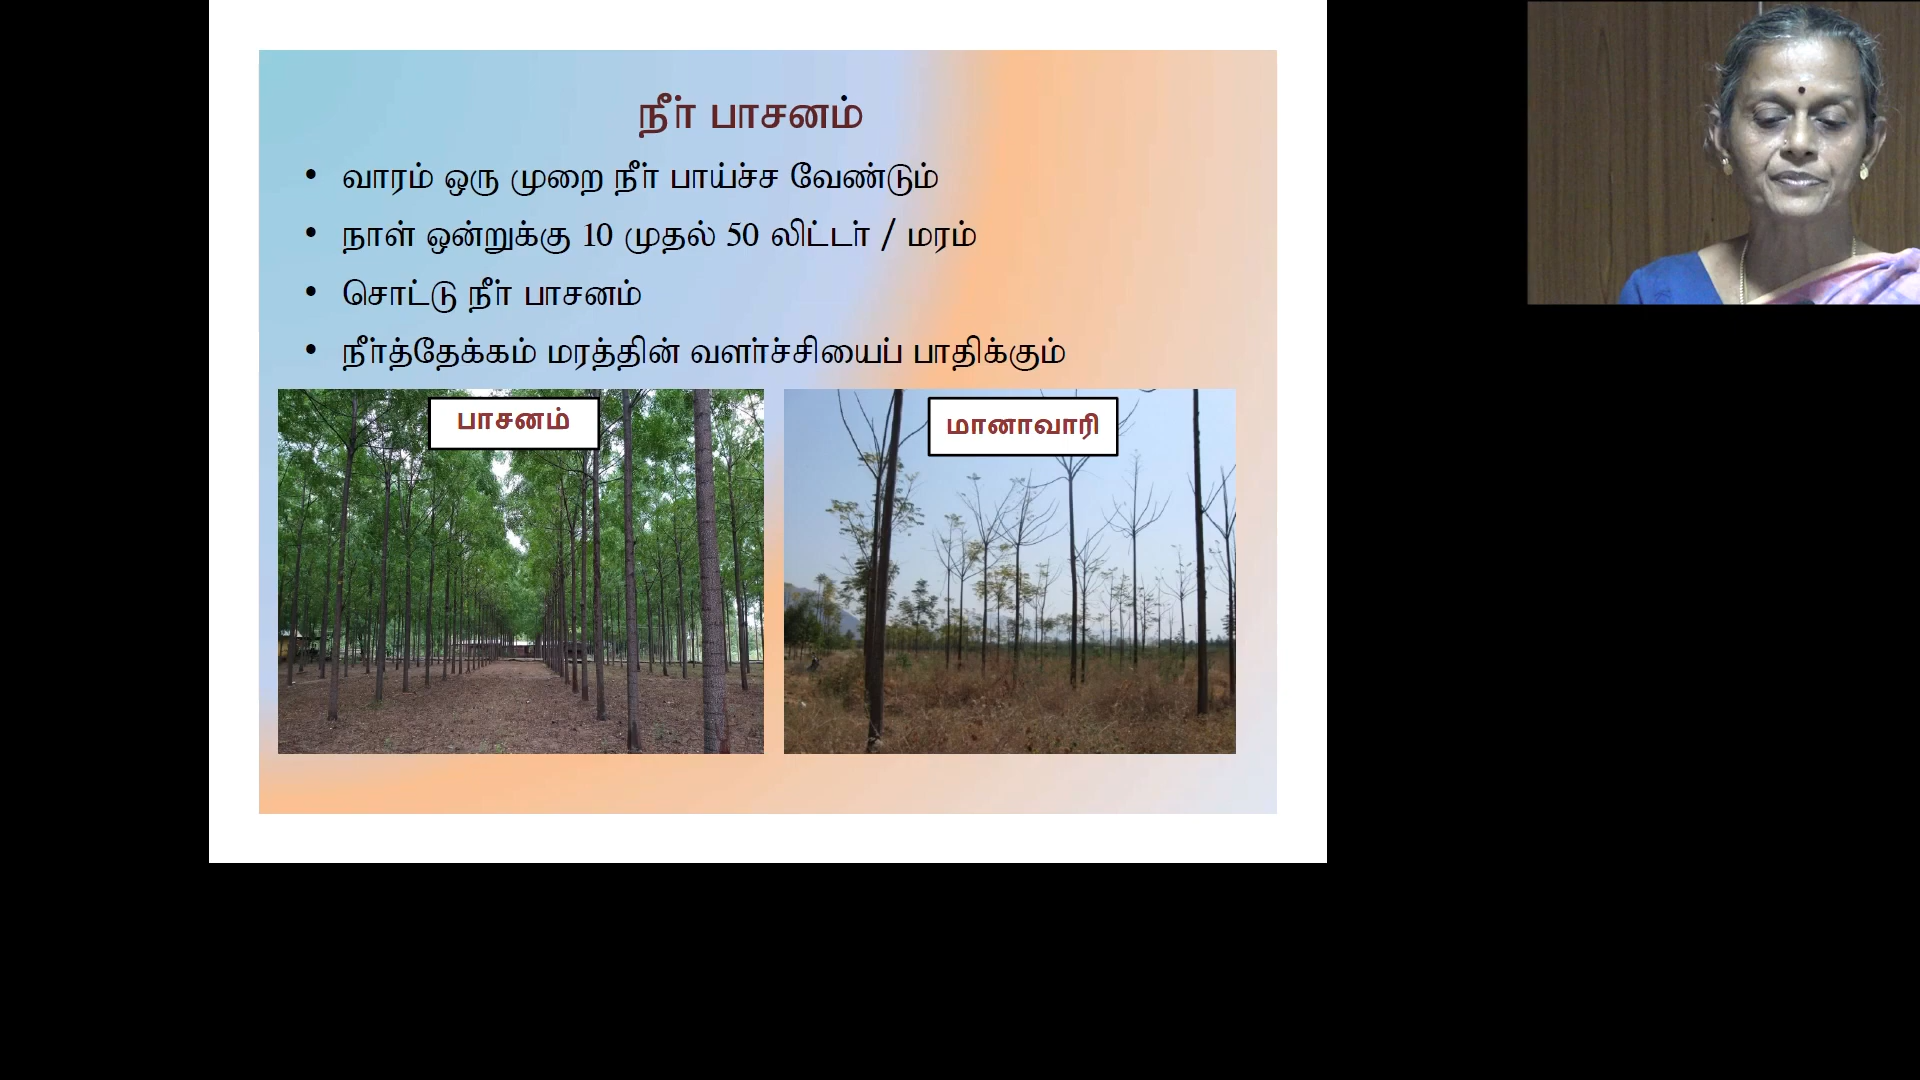 நீர் பாசனம்
• வாரம் ஒரு முறை நீர் பாய்ச்ச வேண்டும்
• நாள் ஒன்றுக்கு 10 முதல் 50 லிட்டர் / மரம்
• சொட்டு நீர் பாசனம்
• நீர்த்தேக்கம் மரத்தின் வளர்ச்சியைப் பாதிக்கும்
பாசனம்
மானாவாரி